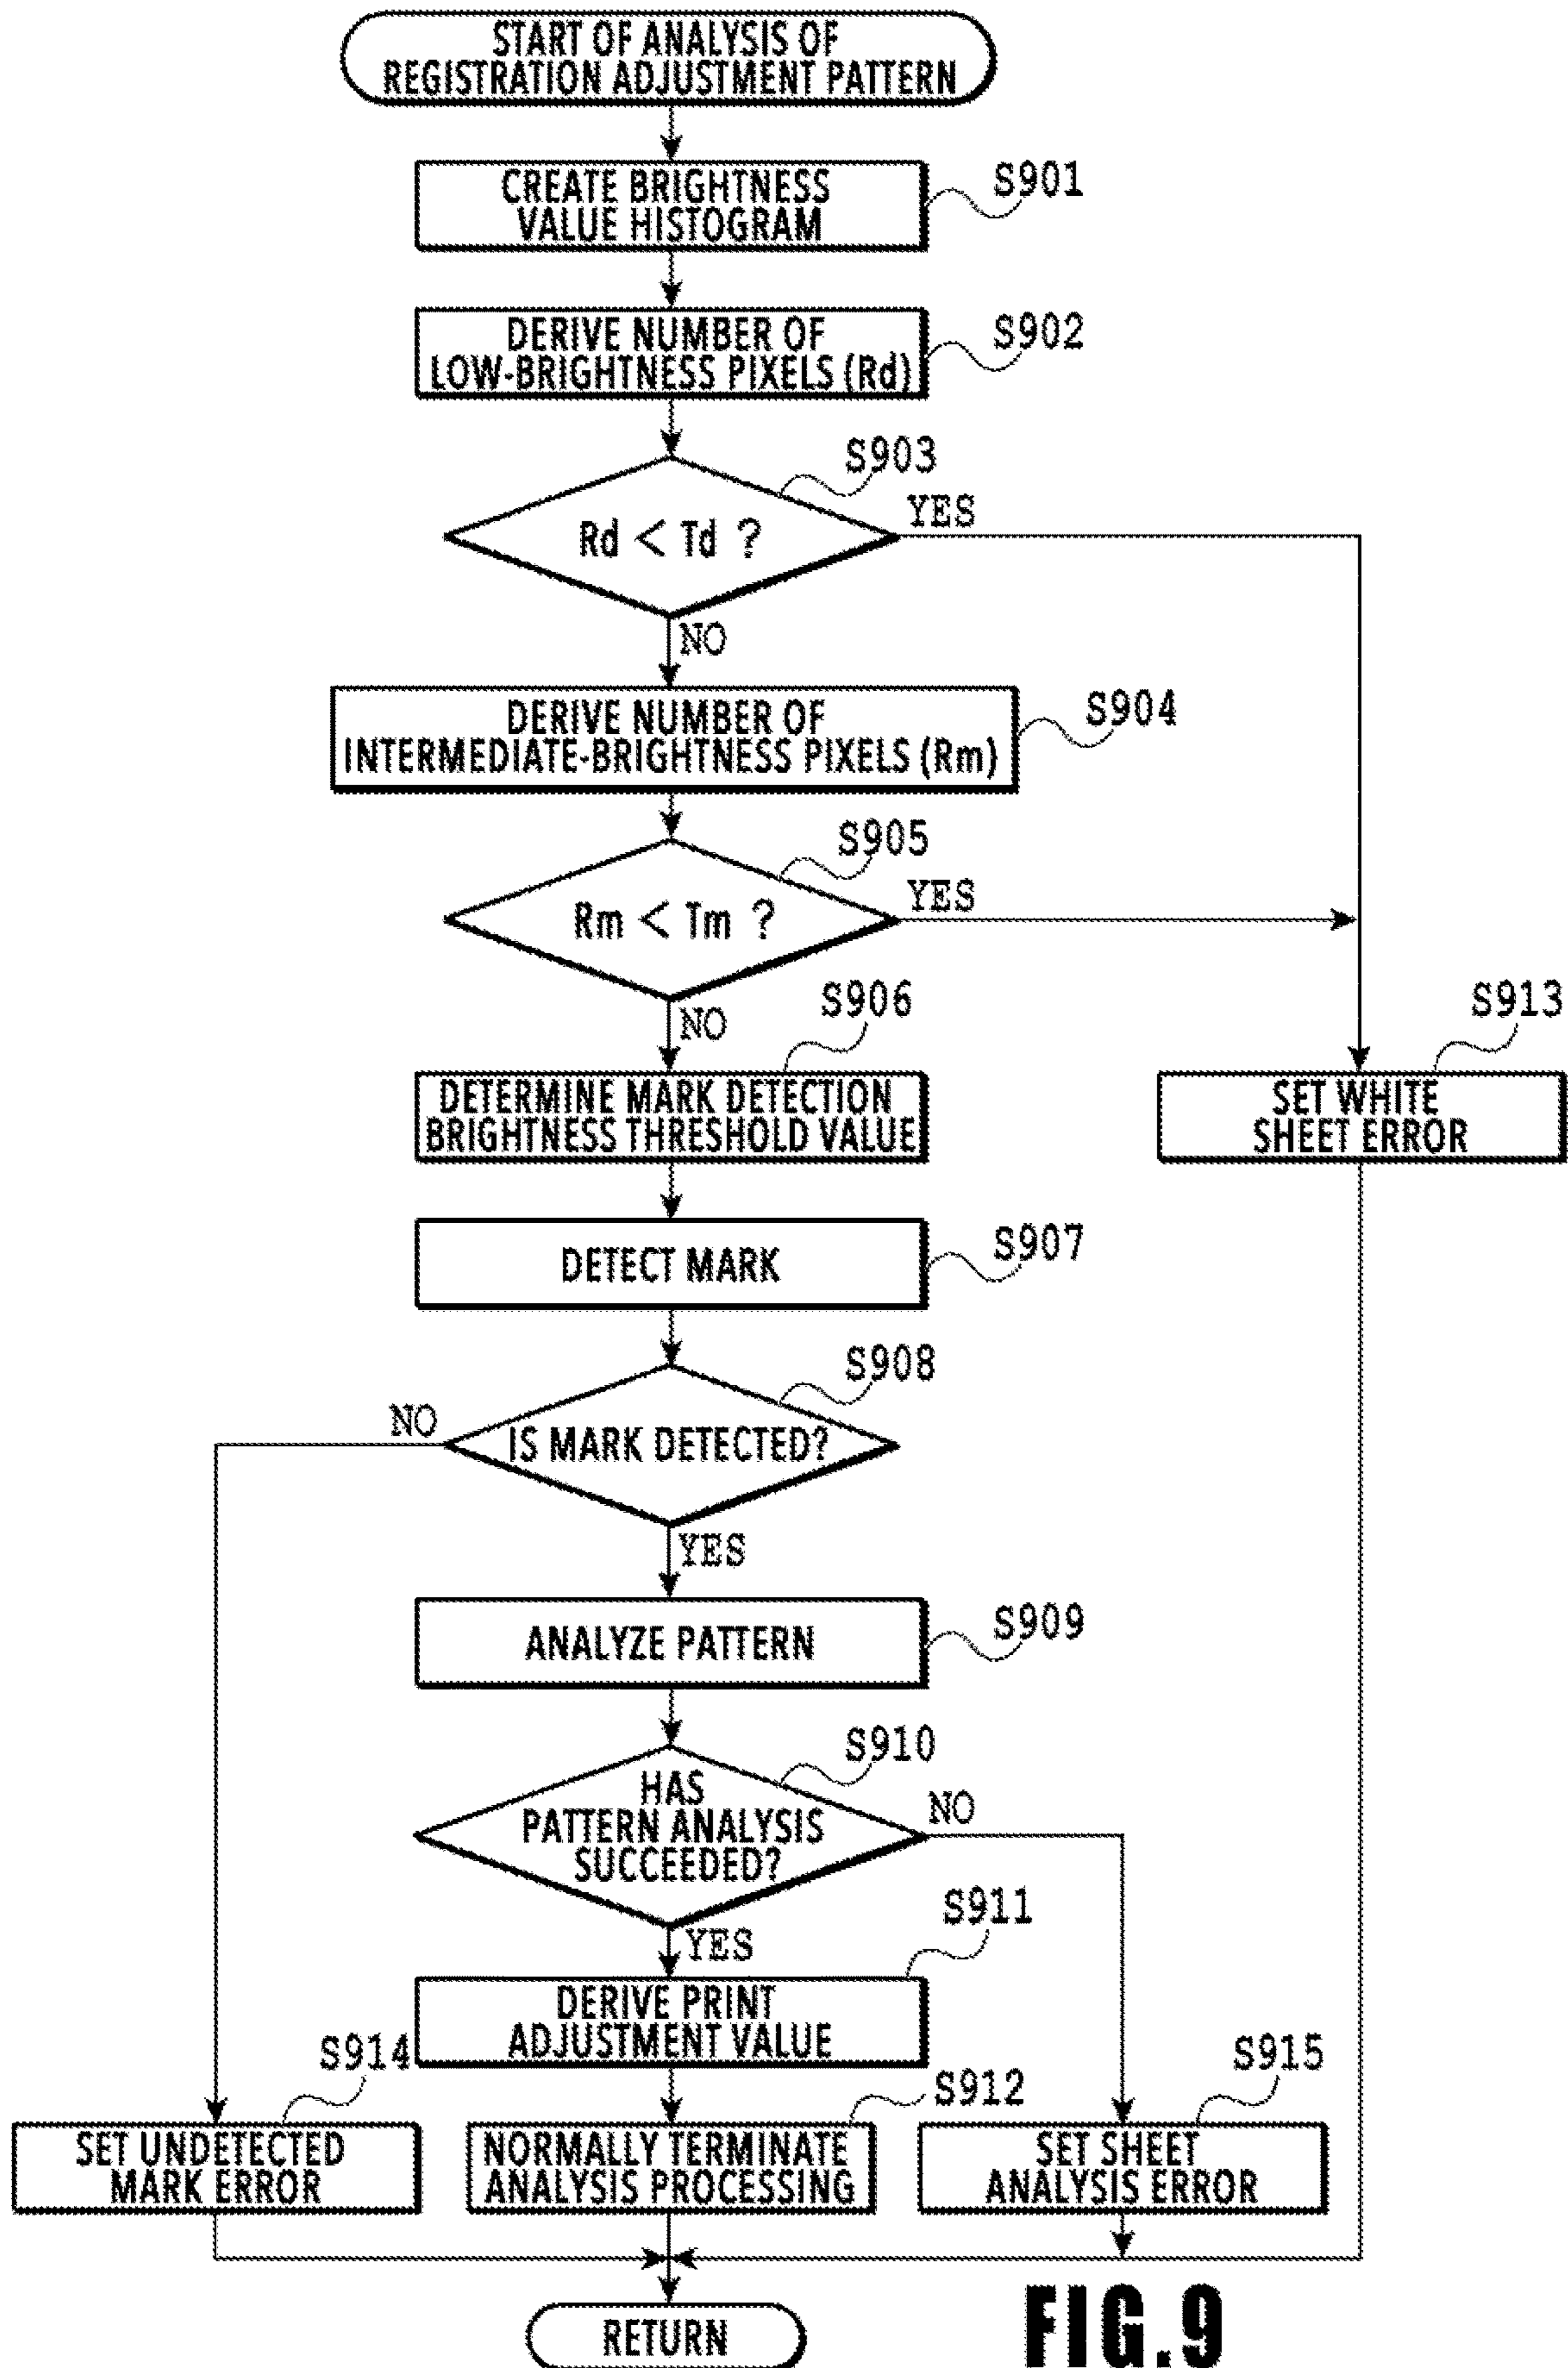 START OF ANALYSIS OF
REGISTRATION ADJUSTMENT PATTERN
CREATE BRIGHTNESS
VALUE HISTOGRAM
S901
DERIVE NUMBER OF
LOW-BRIGHTNESS PIXELS (Rd)
S902
S903
Rd < Td ?
YES
NO
DERIVE NUMBER OF
INTERMEDIATE-BRIGHTNESS PIXELS (Rm)
S904
S905
Rm < Tm ?
YES
NO
S906
DETERMINE MARK DETECTION
BRIGHTNESS THRESHOLD VALUE
S913
SET WHITE
SHEET ERROR
DETECT MARK
S907
S908
IS MARK DETECTED?
NO
YES
ANALYZE PATTERN
S909
S910
HAS
PATTERN ANALYSIS
SUCCEEDED?
NO
YES
S911
DERIVE PRINT
ADJUSTMENT VALUE
S914
SET UNDETECTED
MARK ERROR
S912
NORMALLY TERMINATE
ANALYSIS PROCESSING
S915
SET SHEET
ANALYSIS ERROR
RETURN
FIG.9